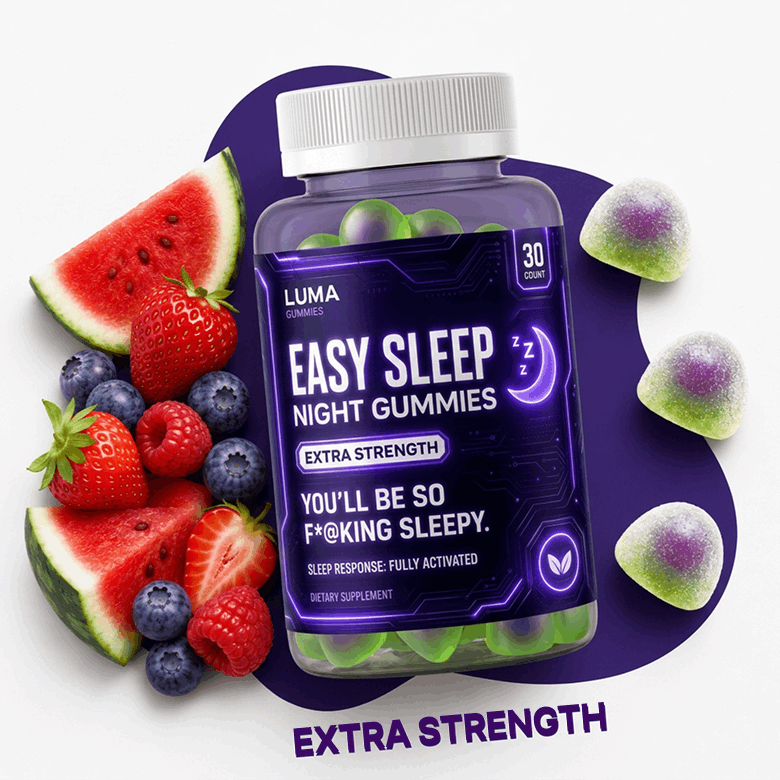 30
COUNT
LUMA
GUMMIES
EASY SLEEP
z Z z
NIGHT GUMMIES
EXTRA STRENGTH
YOU'LL BE SO
F*@KING SLEEPY.
SLEEP RESPONSE: FULLY ACTIVATED
DIETARY SUPPLEMENT
EXTRA STRENGTH